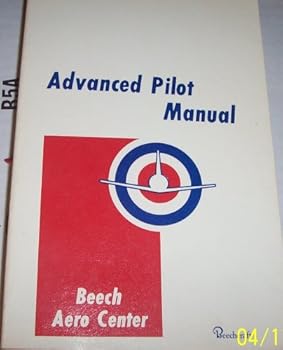 B5A
Advanced Pilot
Manual
Beech
Aero Center
04/1